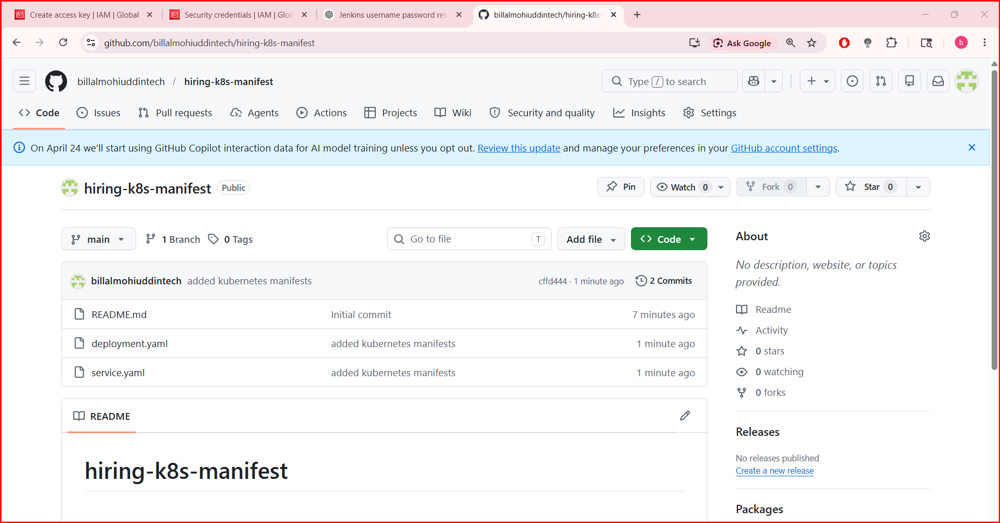 Create access key | IAM | Global
Security credentials | IAM | Glob
Jenkins username password res
billalmohiuddintech/hiring-k8s-
github.com/billalmohiuddintech/hiring-k8s-manifest
Ask Google
b
billalmohiuddintech / hiring-k8s-manifest
Type / to search
Code
Issues
Pull requests
Agents
Actions
Projects
Wiki
Security and quality
Insights
Settings
On April 24 we'll start using GitHub Copilot interaction data for AI model training unless you opt out. Review this update and manage your preferences in your GitHub account settings.
hiring-k8s-manifest Public
Pin
Watch 0
Fork 0
Star 0
main
1 Branch
0 Tags
Go to file T
Add file
Code
billalmohiuddintech added kubernetes manifests cffd444 · 1 minute ago 2 Commits
README.md Initial commit 7 minutes ago
deployment.yaml added kubernetes manifests 1 minute ago
service.yaml added kubernetes manifests 1 minute ago
README
hiring-k8s-manifest
About
No description, website, or topics
provided.
Readme
Activity
0 stars
0 watching
0 forks
Releases
No releases published
Create a new release
Packages